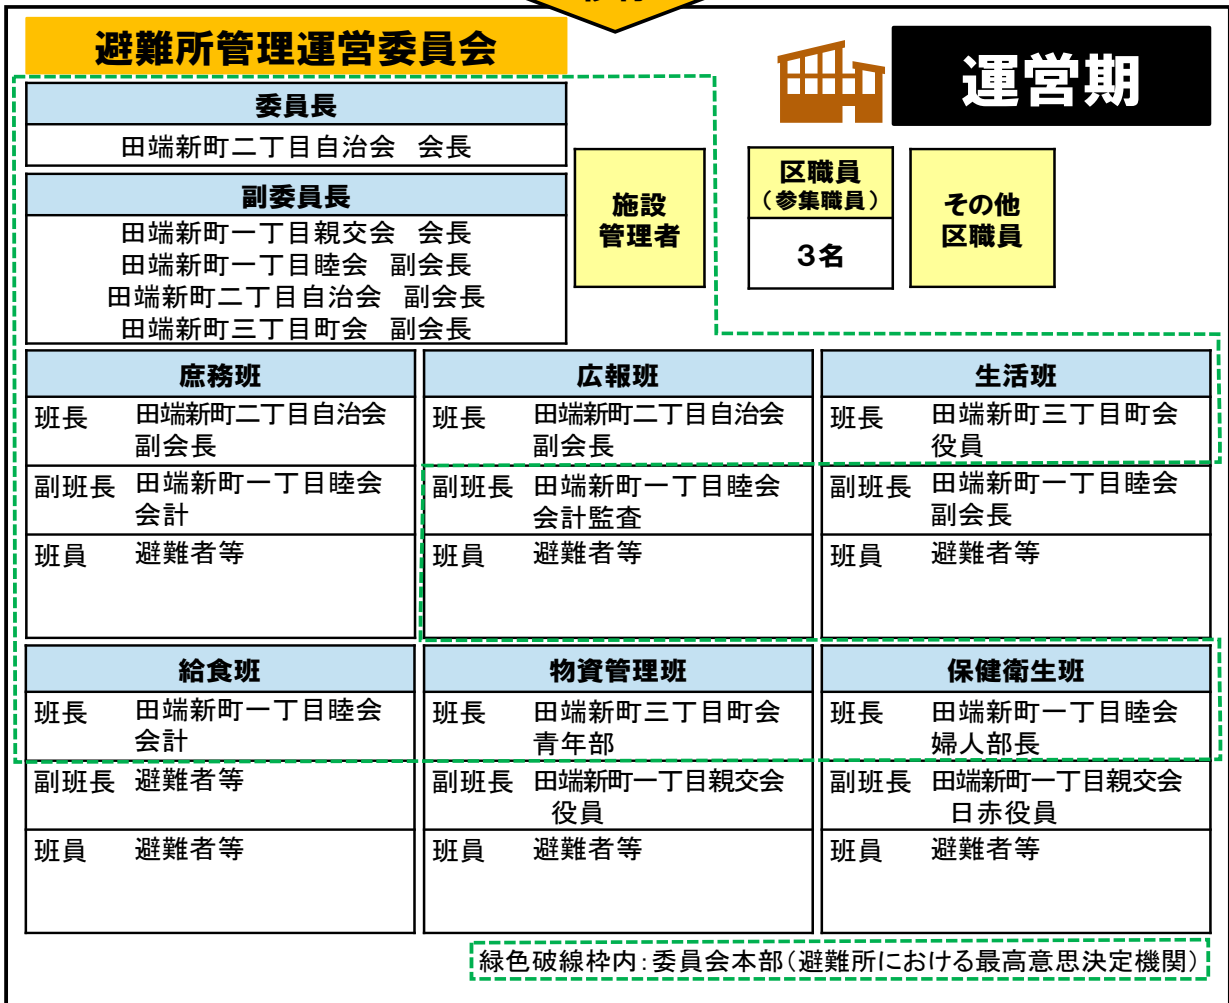 避難所管理運営委員会
運営期
委員長
田端新町二丁目自治会 会長
副委員長
田端新町一丁目親交会 会長
田端新町一丁目睦会 副会長
田端新町二丁目自治会 副会長
田端新町三丁目町会 副会長
施設
管理者
区職員
(参集職員)
3名
その他
区職員
庶務班
班長 田端新町二丁目自治会
副会長
副班長 田端新町一丁目睦会
会計
班員 避難者等
広報班
班長 田端新町二丁目自治会
副会長
副班長 田端新町一丁目睦会
会計監査
班員 避難者等
生活班
班長 田端新町三丁目町会
役員
副班長 田端新町一丁目睦会
副会長
班員 避難者等
給食班
班長 田端新町一丁目睦会
会計
副班長 避難者等
班員 避難者等
物資管理班
班長 田端新町三丁目町会
青年部
副班長 田端新町一丁目親交会
役員
班員 避難者等
保健衛生班
班長 田端新町一丁目睦会
婦人部長
副班長 田端新町一丁目親交会
日赤役員
班員 避難者等
緑色破線枠内:委員会本部(避難所における最高意思決定機関)